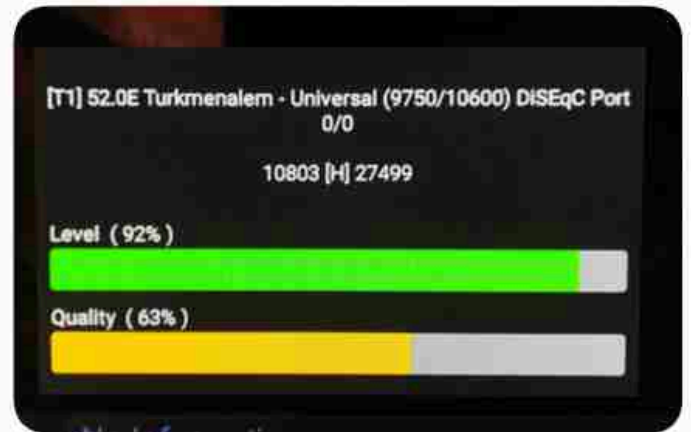 [T1] 52.0E Turkmenalem - Universal (9750/10600) DiSEqC Port
0/0
10803 [H] 27499
Level ( 92% )
Quality ( 63% )